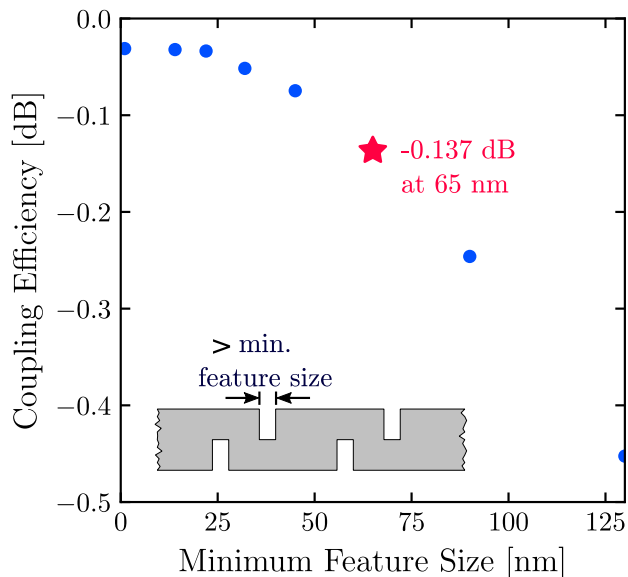 Coupling Efficiency [dB]
0.0
−0.1
−0.2
−0.3
−0.4
−0.5
-0.137 dB
at 65 nm
> min.
feature size
0
25
50
75
100
125
Minimum Feature Size [nm]